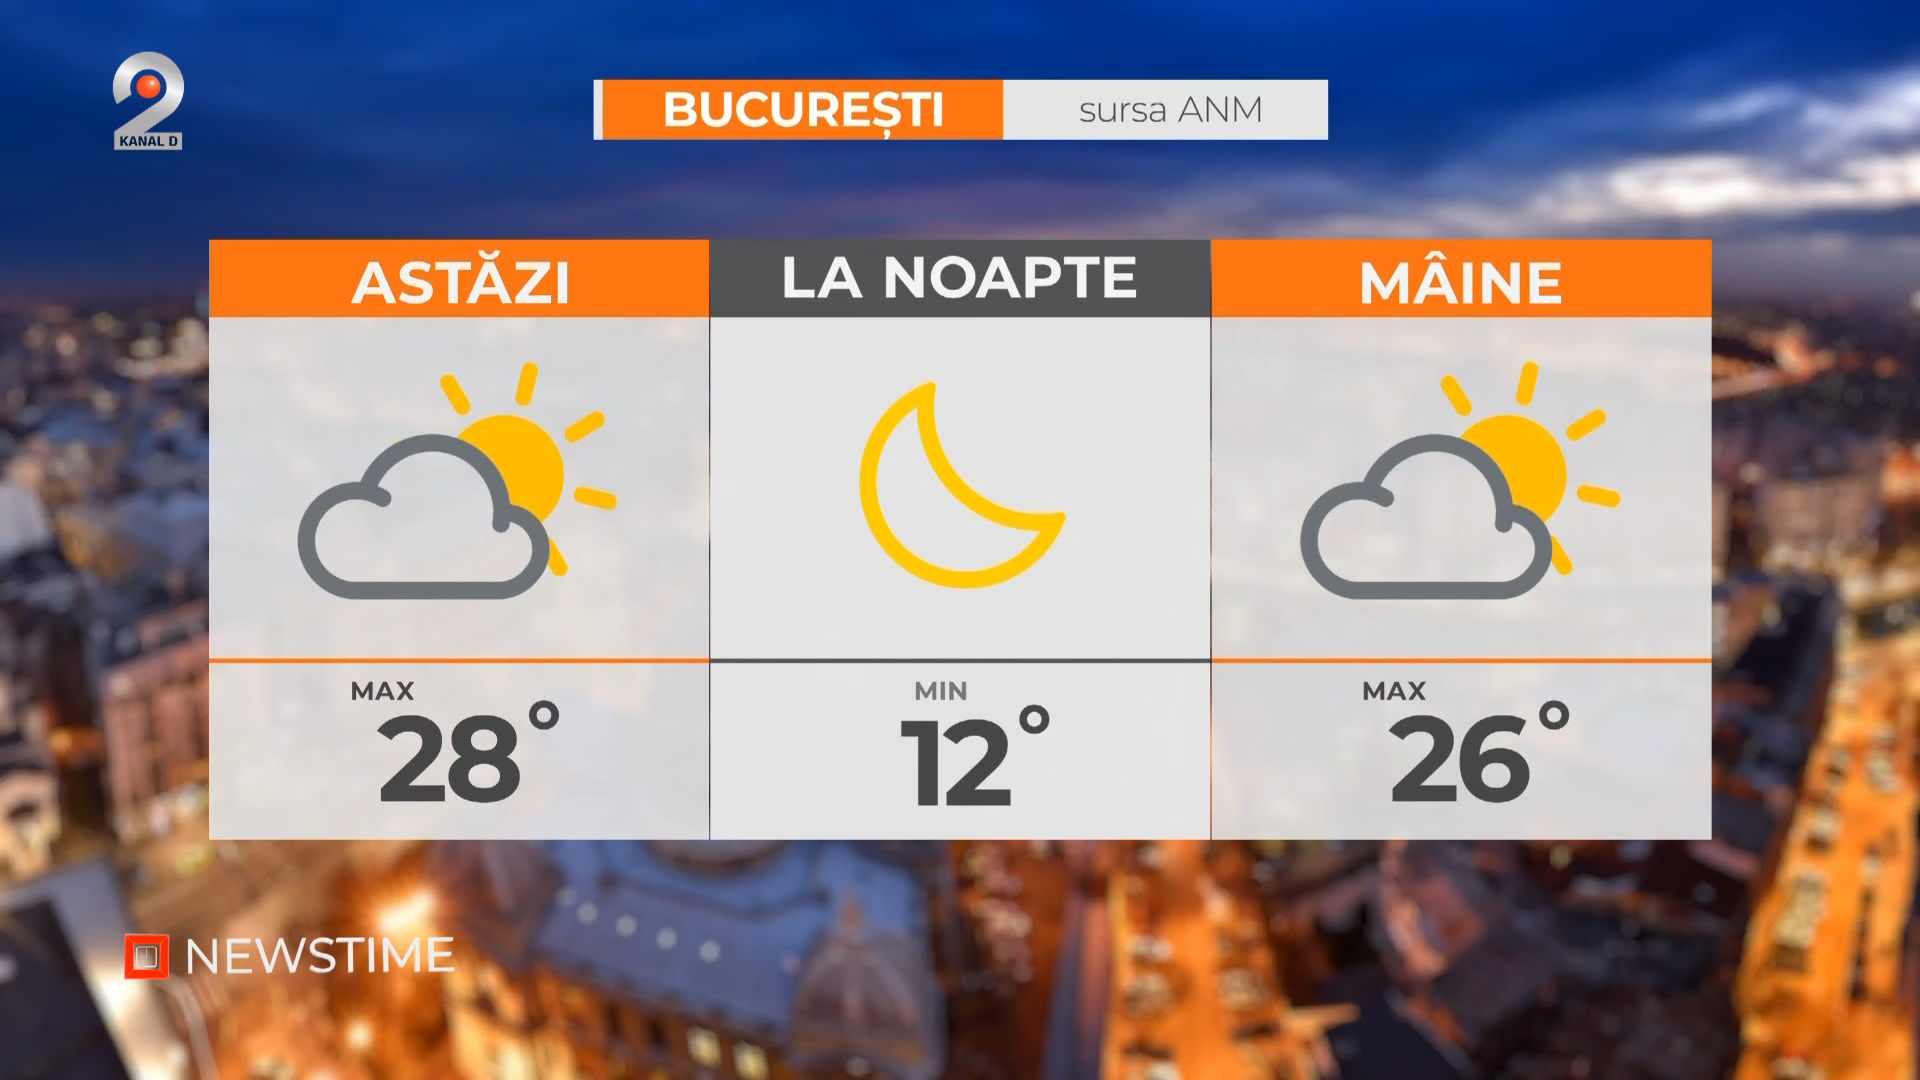 2
KANAL D
BUCUREȘTI
sursa ANM
ASTĂZI
LA NOAPTE
MÂINE
MAX
28°
MIN
12°
MAX
26°
NEWSTIME